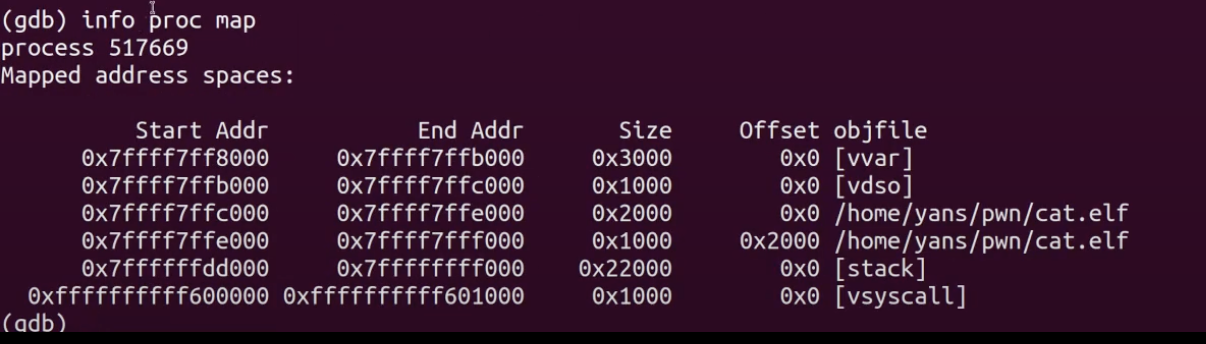 (gdb) info proc map
process 517669
Mapped address spaces:
Start Addr End Addr Size Offset objfile
0x7ffff7ff8000 0x7ffff7ffb000 0x3000 0x0 [vvar]
0x7ffff7ffb000 0x7ffff7ffc000 0x1000 0x0 [vdso]
0x7ffff7ffc000 0x7ffff7ffe000 0x2000 0x0 /home/yans/pwn/cat.elf
0x7ffff7ffe000 0x7ffff7fff000 0x1000 0x2000 /home/yans/pwn/cat.elf
0x7ffffffdd000 0x7ffffffff000 0x22000 0x0 [stack]
0xffffffffff600000 0xffffffffff601000 0x1000 0x0 [vsyscall]
(gdb)